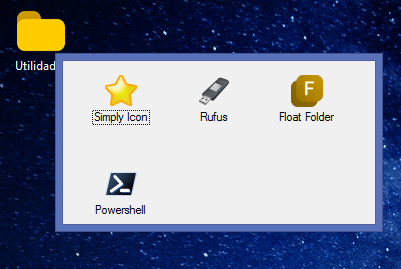 Utilidad
Simply Icon
Rufus
Float Folder
Powershell